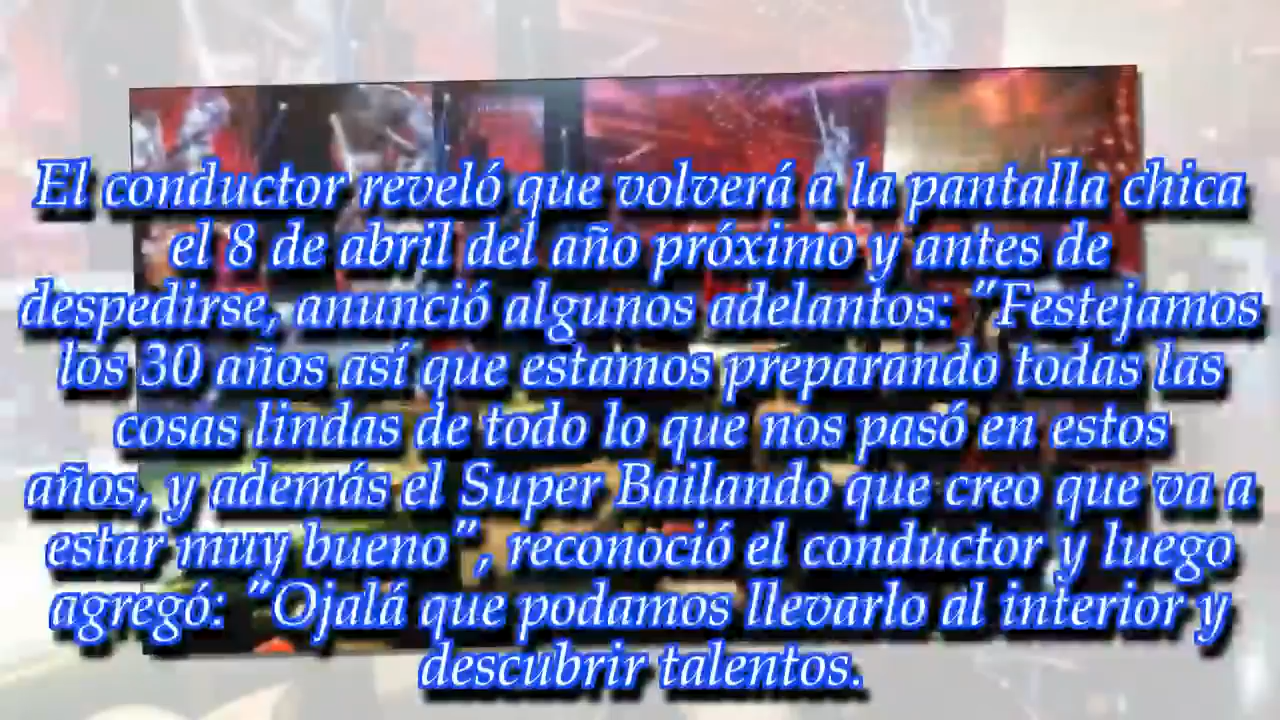 El conductor reveló que volverá a la pantalla chica
el 8 de abril del año próximo y antes de
despedirse, anunció algunos adelantos: "Festejamos
los 30 años así que estamos preparando todas las
cosas lindas de todo lo que nos pasó en estos
años, y además el Super Bailando que creo que va a
estar muy bueno", reconoció el conductor y luego
agregó: "Ojalá que podamos llevarlo al interior y
descubrir talentos.